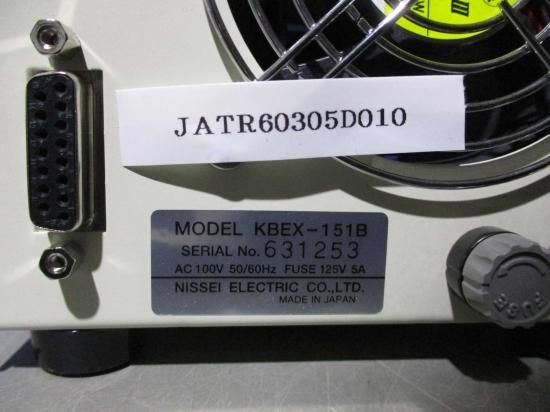 JATR60305D010
MODEL KBEX-151B
SERIAL No. 631253
AC 100V 50/60Hz FUSE 125V 5A
NISSEI ELECTRIC CO.,LTD.
MADE IN JAPAN
FUSE